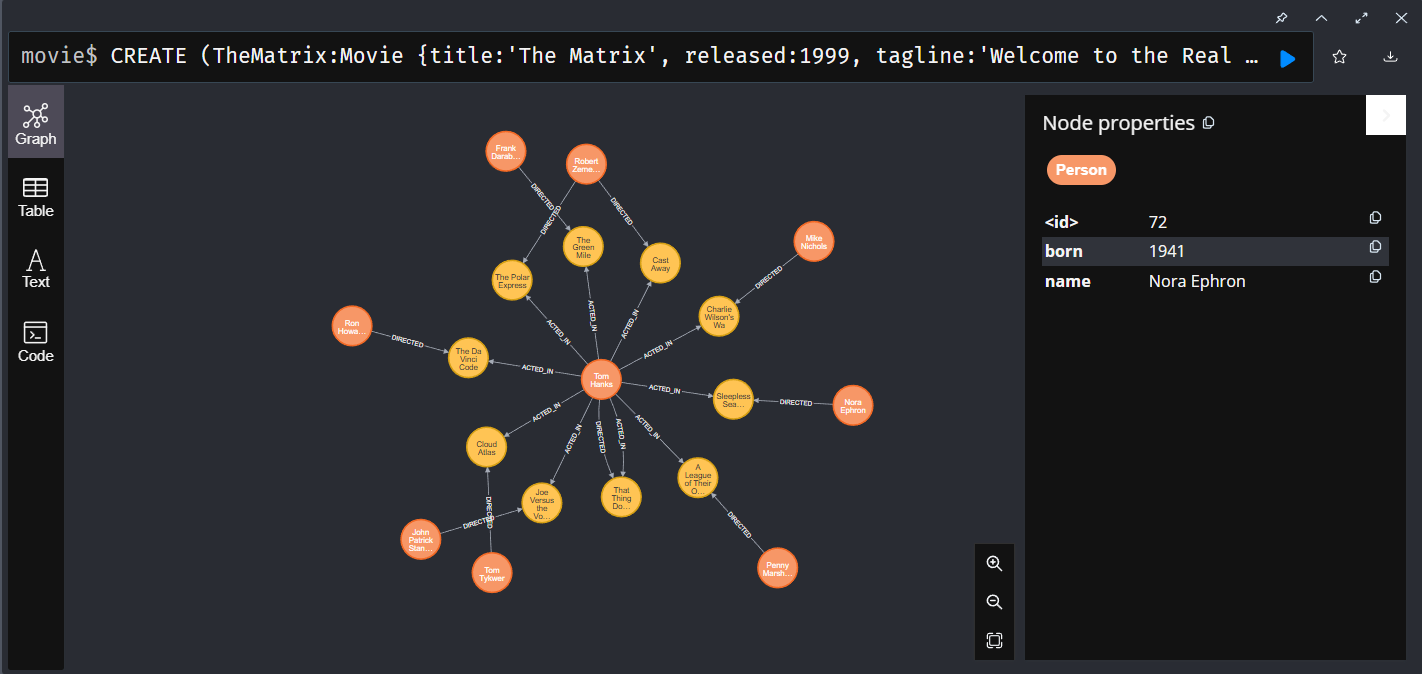 movie$ CREATE (TheMatrix:Movie {title:'The Matrix', released:1999, tagline:'Welcome to the Real …
Graph
Table
Text
Code
Frank
Darab…
Robert
Zeme…
DIRECTED
DIRECTED
DIRECTED
The
Green
Mile
Cast
Away
The Polar
Express
Mike
Nichols
DIRECTED
Charlie
Wilson's
Wa
ACTED_IN
ACTED_IN
ACTED_IN
ACTED_IN
Ron
Howa…
DIRECTED
The Da
Vinci
Code
ACTED_IN
Tom
Hanks
ACTED_IN
Sleepless
Sea…
DIRECTED
Nora
Ephron
ACTED_IN
ACTED_IN
DIRECTED
ACTED_IN
ACTED_IN
Cloud
Atlas
Joe
Versus
the
Vo…
That
Thing
Do…
A
League
of Their
O…
DIRECTED
DIRECTED
DIRECTED
John
Patrick
Stan…
Tom
Tykwer
Penny
Marsh…
Node properties
Person
<id> 72
born 1941
name Nora Ephron